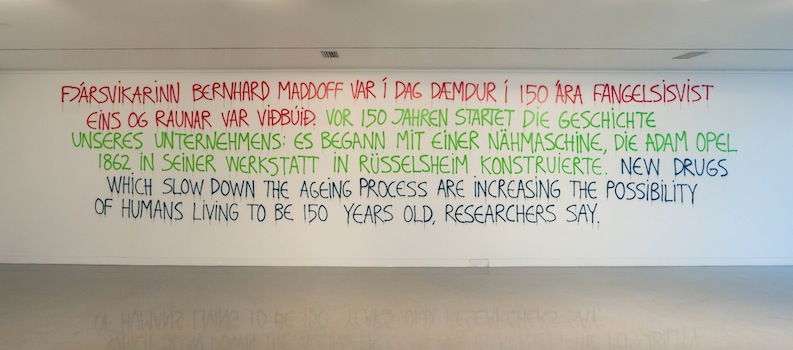 FJÁRSVIKARINN BERNHARD MADDOFF VAR Í DAG DÆMDUR Í 150 ÁRA FANGELSISVIST
EINS OG RAUNAR VAR VIÐBÚIÐ. VOR 150 JAHREN STARTET DIE GESCHICHTE
UNSERES UNTERNEHMENS: ES BEGANN MIT EINER NÄHMASCHINE, DIE ADAM OPEL
1862 IN SEINER WERKSTATT IN RÜSSELSHEIM KONSTRUIERTE. NEW DRUGS
WHICH SLOW DOWN THE AGEING PROCESS ARE INCREASING THE POSSIBILITY
OF HUMANS LIVING TO BE 150 YEARS OLD, RESEARCHERS SAY.